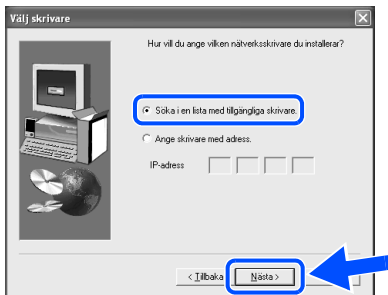 Välj skrivare
Hur vill du ange vilken nätverksskrivare du installerar?
Söka i en lista med tillgängliga skrivare.
Ange skrivare med adress.
IP-adress
< Tillbaka
Nästa >